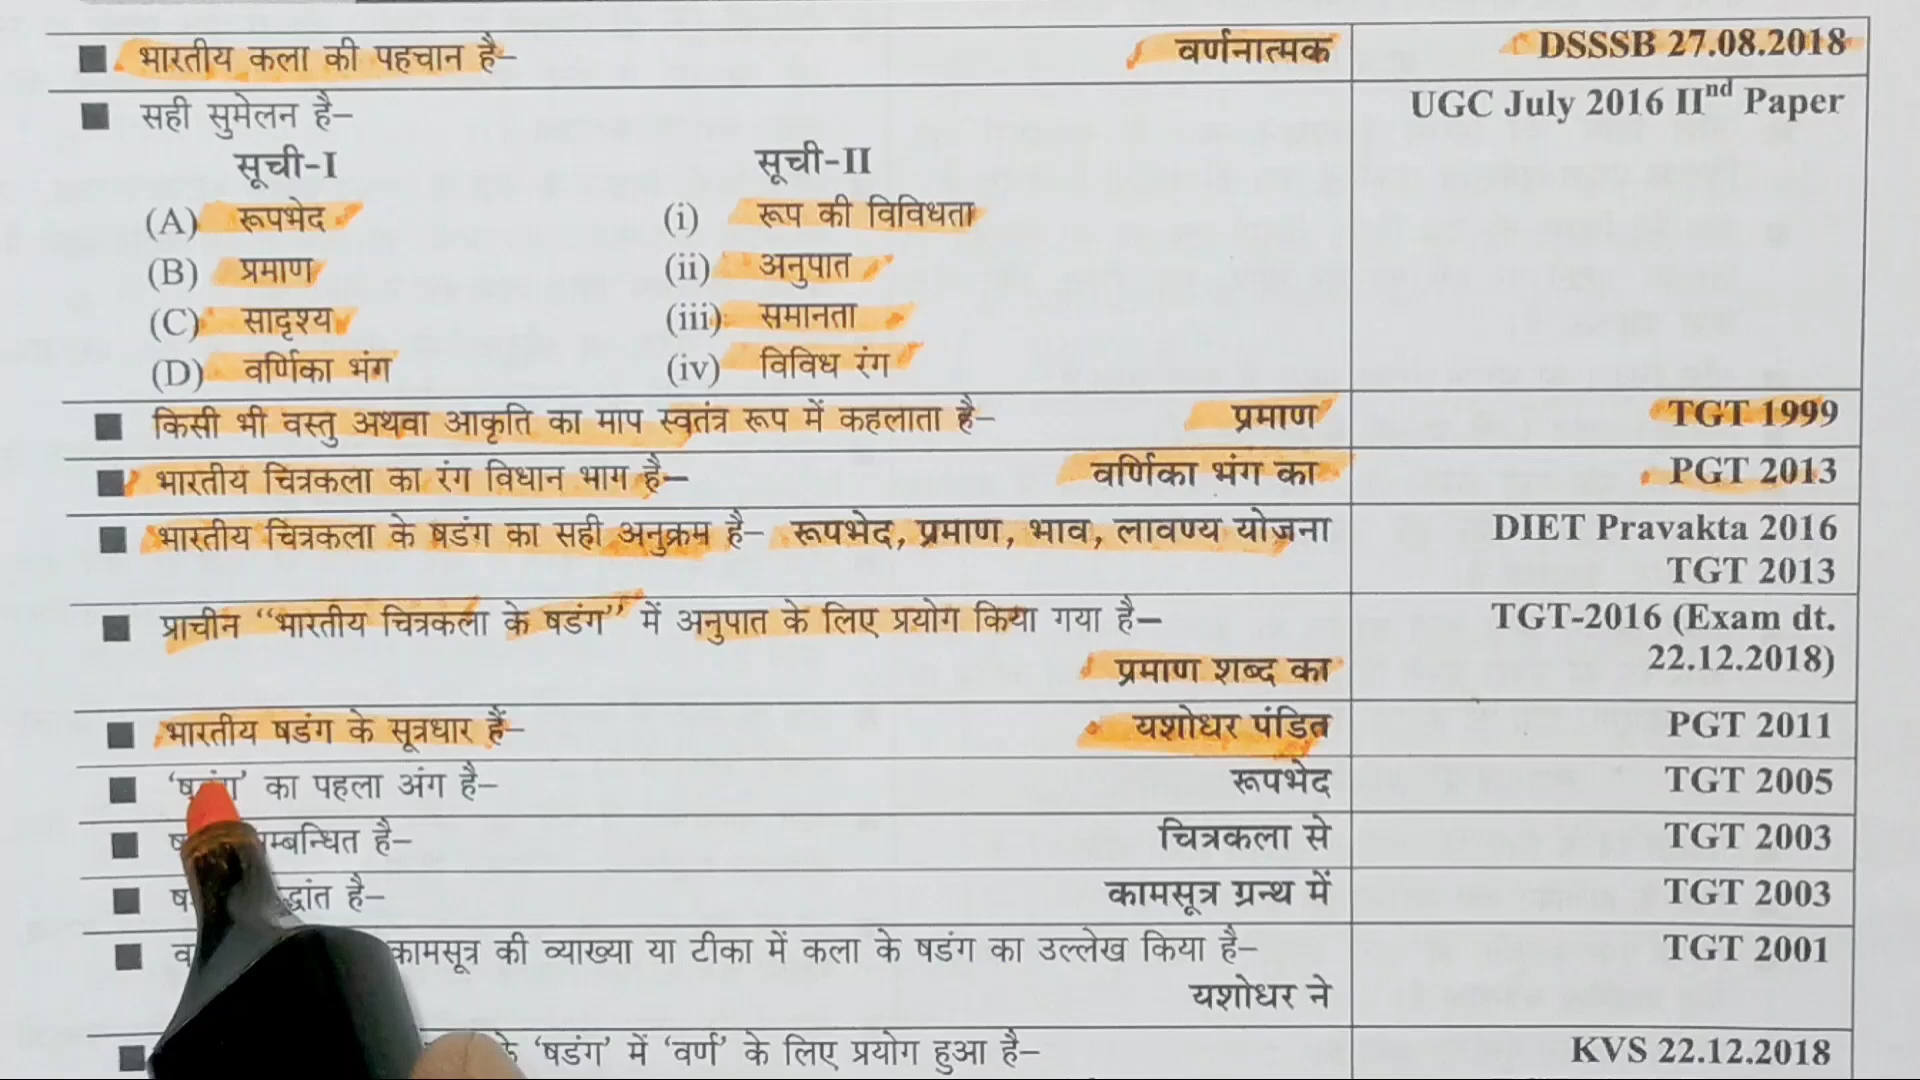 ■ भारतीय कला की पहचान है– वर्णनात्मक DSSSB 27.08.2018
■ सही सुमेलन है– UGC July 2016 IInd Paper
सूची-I सूची-II
(A) रूपभेद (i) रूप की विविधता
(B) प्रमाण (ii) अनुपात
(C) सादृश्य (iii) समानता
(D) वर्णिका भंग (iv) विविध रंग
■ किसी भी वस्तु अथवा आकृति का माप स्वतंत्र रूप में कहलाता है– प्रमाण TGT 1999
■ भारतीय चित्रकला का रंग विधान भाग है– वर्णिका भंग का PGT 2013
■ भारतीय चित्रकला के षडंग का सही अनुक्रम है– रूपभेद, प्रमाण, भाव, लावण्य योजना DIET Pravakta 2016
TGT 2013
■ प्राचीन “भारतीय चित्रकला के षडंग” में अनुपात के लिए प्रयोग किया गया है– TGT-2016 (Exam dt.
प्रमाण शब्द का 22.12.2018)
■ भारतीय षडंग के सूत्रधार हैं– यशोधर पंडित PGT 2011
■ ‘षडंग’ का पहला अंग है– रूपभेद TGT 2005
■ है– चित्रकला से TGT 2003
■ है– कामसूत्र ग्रन्थ में TGT 2003
■ कामसूत्र की व्याख्या या टीका में कला के षडंग का उल्लेख किया है– TGT 2001
यशोधर ने
■ के ‘षडंग’ में ‘वर्ण’ के लिए प्रयोग हुआ है– KVS 22.12.2018